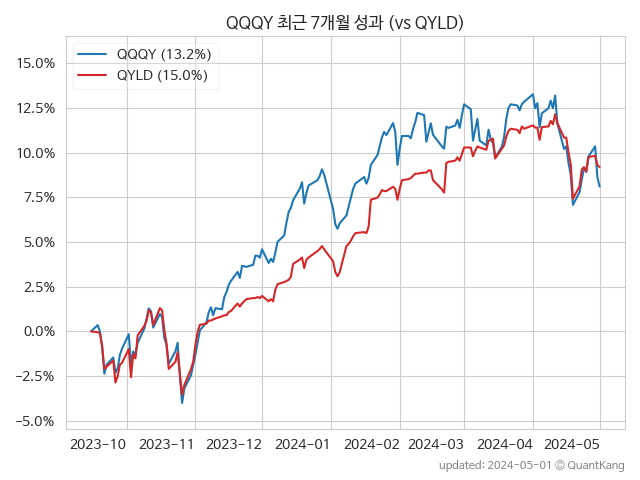 QQQY 최근 7개월 성과 (vs QYLD)
QQQY (13.2%)
QYLD (15.0%)
15.0%
12.5%
10.0%
7.5%
5.0%
2.5%
0.0%
−2.5%
−5.0%
2023−10 2023−11 2023−12 2024−01 2024−02 2024−03 2024−04 2024−05
updated: 2024-05-01 © QuantKang